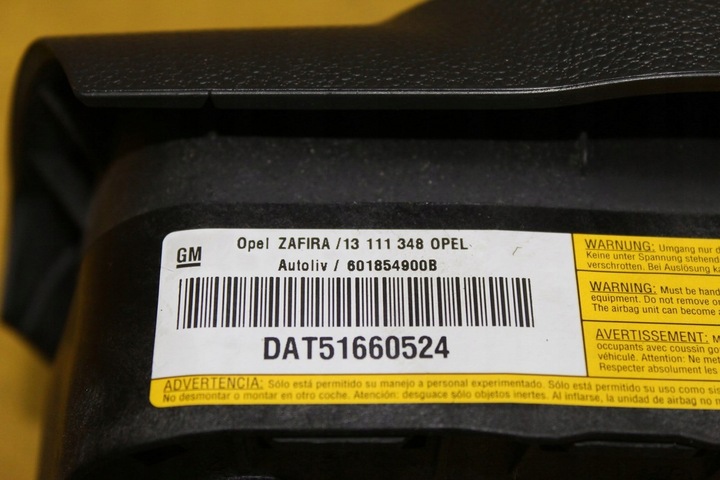 GM
Opel ZAFIRA /13 111 348 OPEL
Autoliv / 601854900B
DAT51660524
WARNUNG: Umgang nur d
Keine unter Spannung stehend
verschrotten. Bei Auslösung ka
WARNING: Must be hand
equipment. Do not remove or
The airbag unit can become
AVERTISSEMENT: M
occupants avec coussin go
véhicule. Attention: Ne met
Respecter absolument les
ADVERTENCIA: Sólo está permitido su manejo a personal experimentado. Sólo está permitido su uso como sis
No desmontar o montar en otro coche. Atención: desguace sólo objetos inertes. Al inflarse, la unidad de airbag no